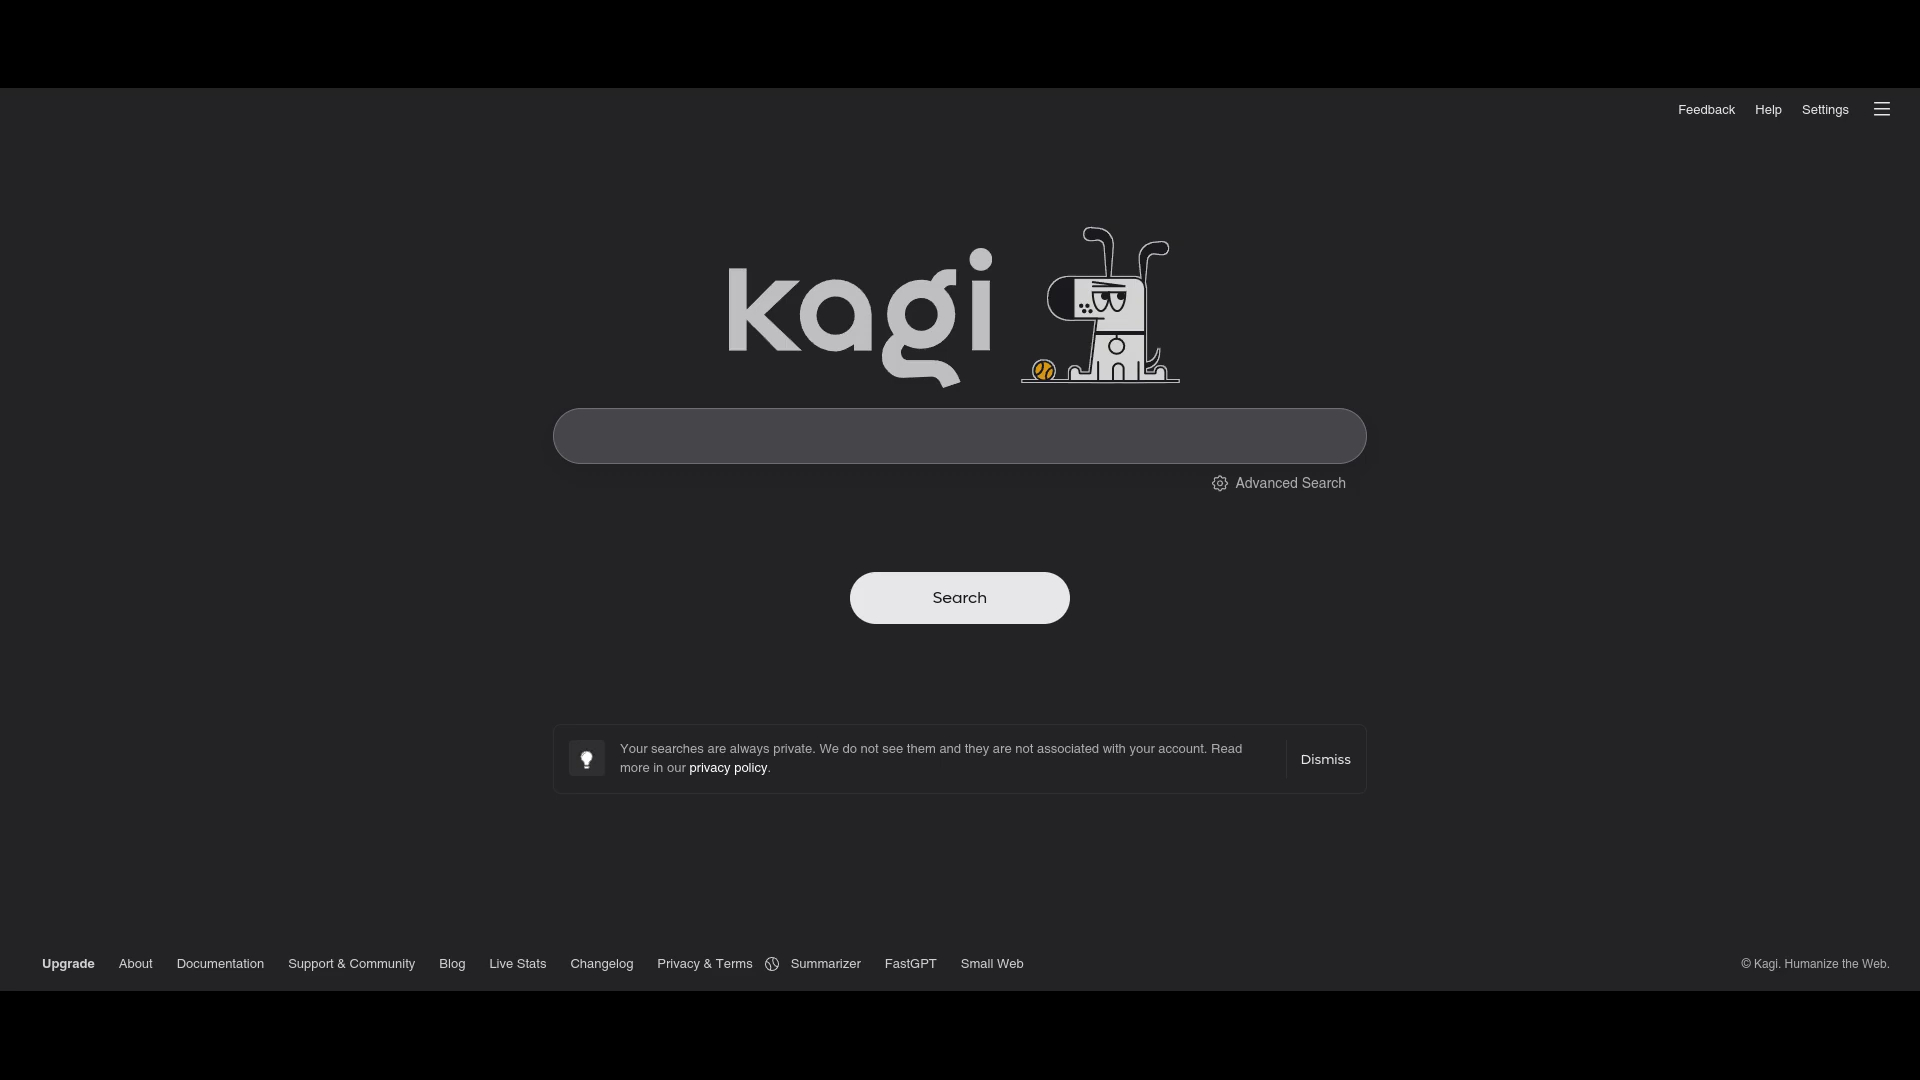 Feedback Help Settings
kagi
Advanced Search
Search
Your searches are always private. We do not see them and they are not associated with your account. Read
more in our privacy policy.
Dismiss
Upgrade About Documentation Support & Community Blog Live Stats Changelog Privacy & Terms Summarizer FastGPT Small Web
© Kagi. Humanize the Web.